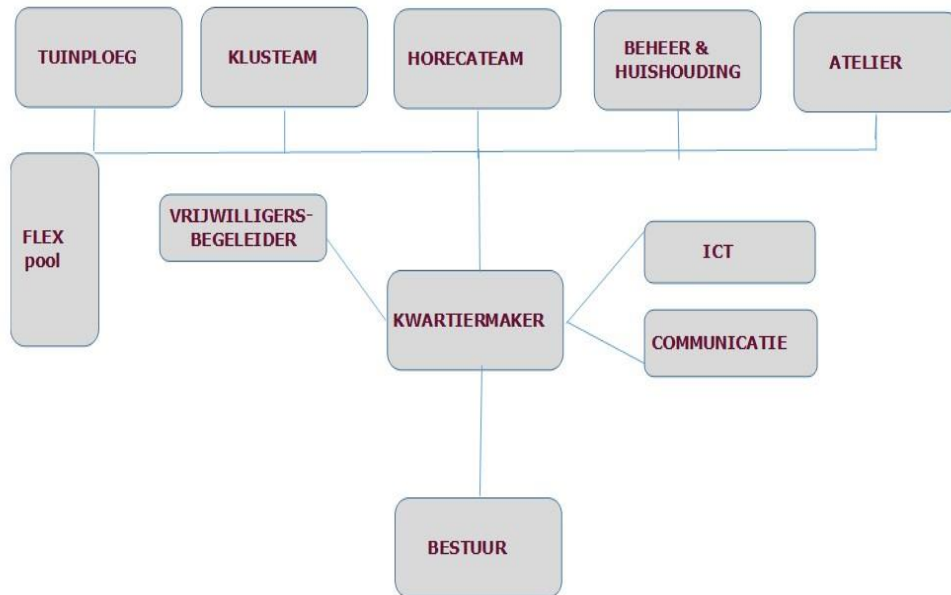 TUINPLOEG
KLUSTEAM
HORECATEAM
BEHEER &
HUISHOUDING
ATELIER
FLEX
pool
VRIJWILLIGERS-
BEGELEIDER
ICT
KWARTIERMAKER
COMMUNICATIE
BESTUUR